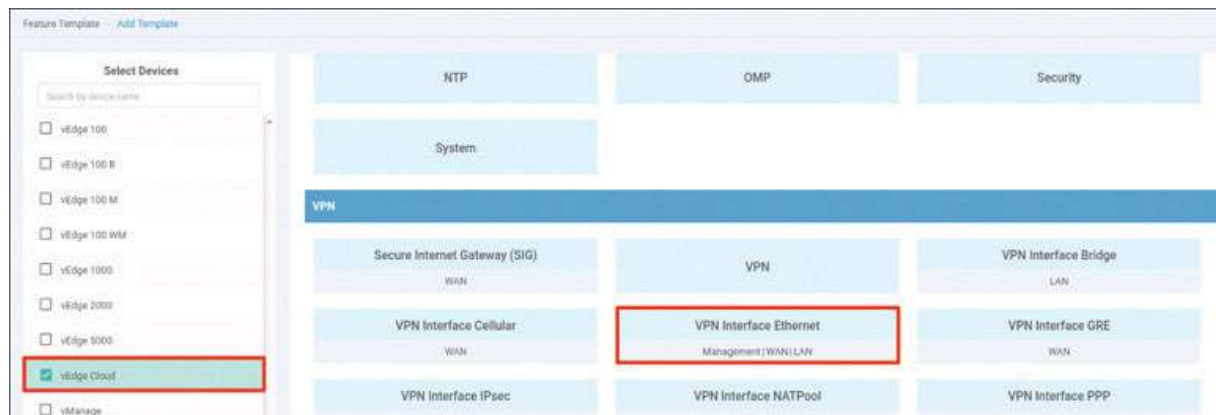 Feature Template Add Template
Select Devices
Search by device name
vEdge 100
vEdge 100 B
vEdge 100 M
vEdge 100 WM
vEdge 1000
vEdge 2000
vEdge 5000
vEdge Cloud
vManage
NTP
OMP
Security
System
VPN
Secure Internet Gateway (SIG)
WAN
VPN
VPN Interface Bridge
LAN
VPN Interface Cellular
WAN
VPN Interface Ethernet
Management | WAN | LAN
VPN Interface GRE
WAN
VPN Interface IPsec
VPN Interface NATPool
VPN Interface PPP